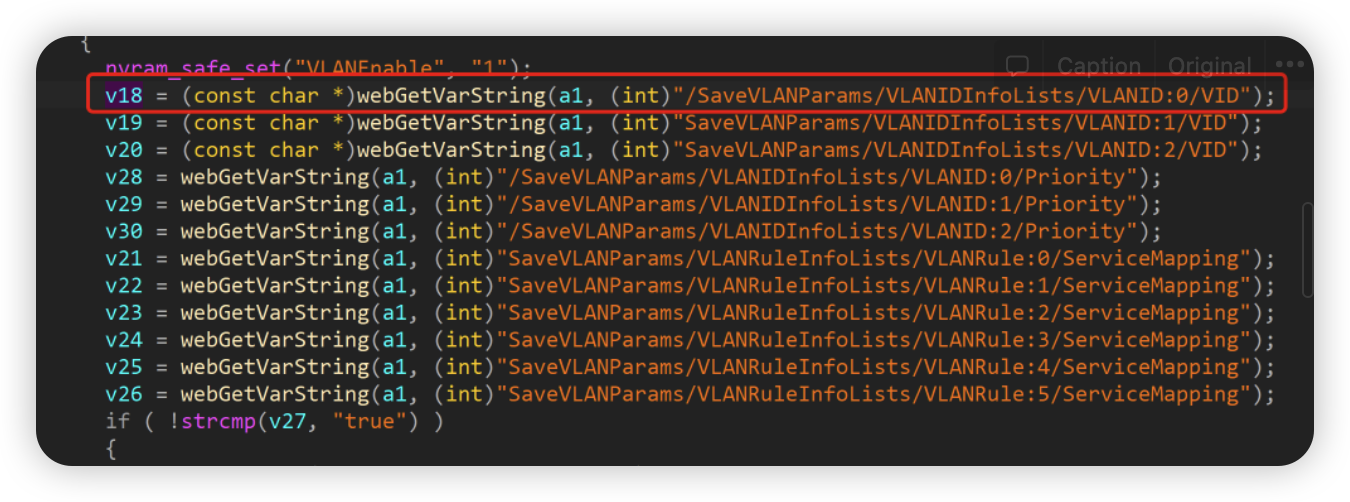 {
nvram_safe_set("VLANEnable", "1");
Caption Original
v18 = (const char *)webGetVarString(a1, (int)"/SaveVLANParams/VLANIDInfoLists/VLANID:0/VID");
v19 = (const char *)webGetVarString(a1, (int)"SaveVLANParams/VLANIDInfoLists/VLANID:1/VID");
v20 = (const char *)webGetVarString(a1, (int)"SaveVLANParams/VLANIDInfoLists/VLANID:2/VID");
v28 = webGetVarString(a1, (int)"/SaveVLANParams/VLANIDInfoLists/VLANID:0/Priority");
v29 = webGetVarString(a1, (int)"/SaveVLANParams/VLANIDInfoLists/VLANID:1/Priority");
v30 = webGetVarString(a1, (int)"/SaveVLANParams/VLANIDInfoLists/VLANID:2/Priority");
v21 = webGetVarString(a1, (int)"SaveVLANParams/VLANRuleInfoLists/VLANRule:0/ServiceMapping");
v22 = webGetVarString(a1, (int)"SaveVLANParams/VLANRuleInfoLists/VLANRule:1/ServiceMapping");
v23 = webGetVarString(a1, (int)"SaveVLANParams/VLANRuleInfoLists/VLANRule:2/ServiceMapping");
v24 = webGetVarString(a1, (int)"SaveVLANParams/VLANRuleInfoLists/VLANRule:3/ServiceMapping");
v25 = webGetVarString(a1, (int)"SaveVLANParams/VLANRuleInfoLists/VLANRule:4/ServiceMapping");
v26 = webGetVarString(a1, (int)"SaveVLANParams/VLANRuleInfoLists/VLANRule:5/ServiceMapping");
if ( !strcmp(v27, "true") )
{